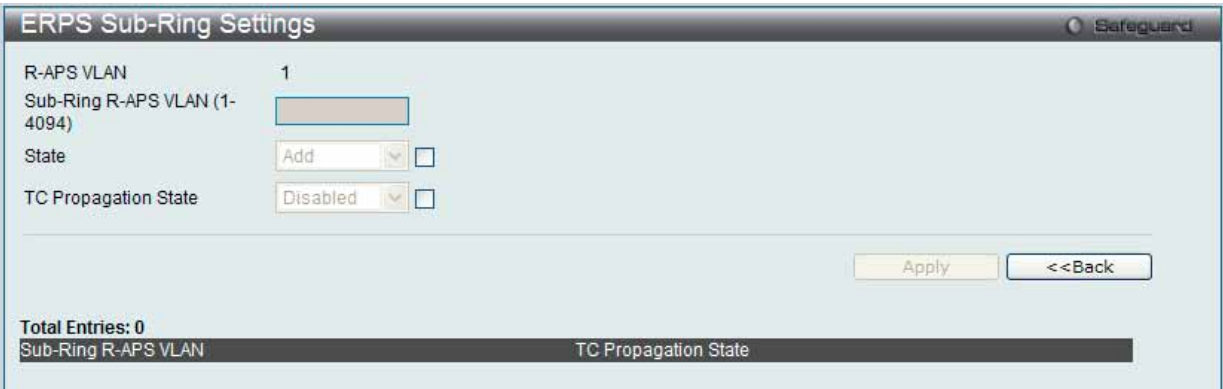 ERPS Sub-Ring Settings
Safeguard
R-APS VLAN 1
Sub-Ring R-APS VLAN (1-
4094)
State Add
TC Propagation State Disabled
Apply <<Back
Total Entries: 0
Sub-Ring R-APS VLAN TC Propagation State